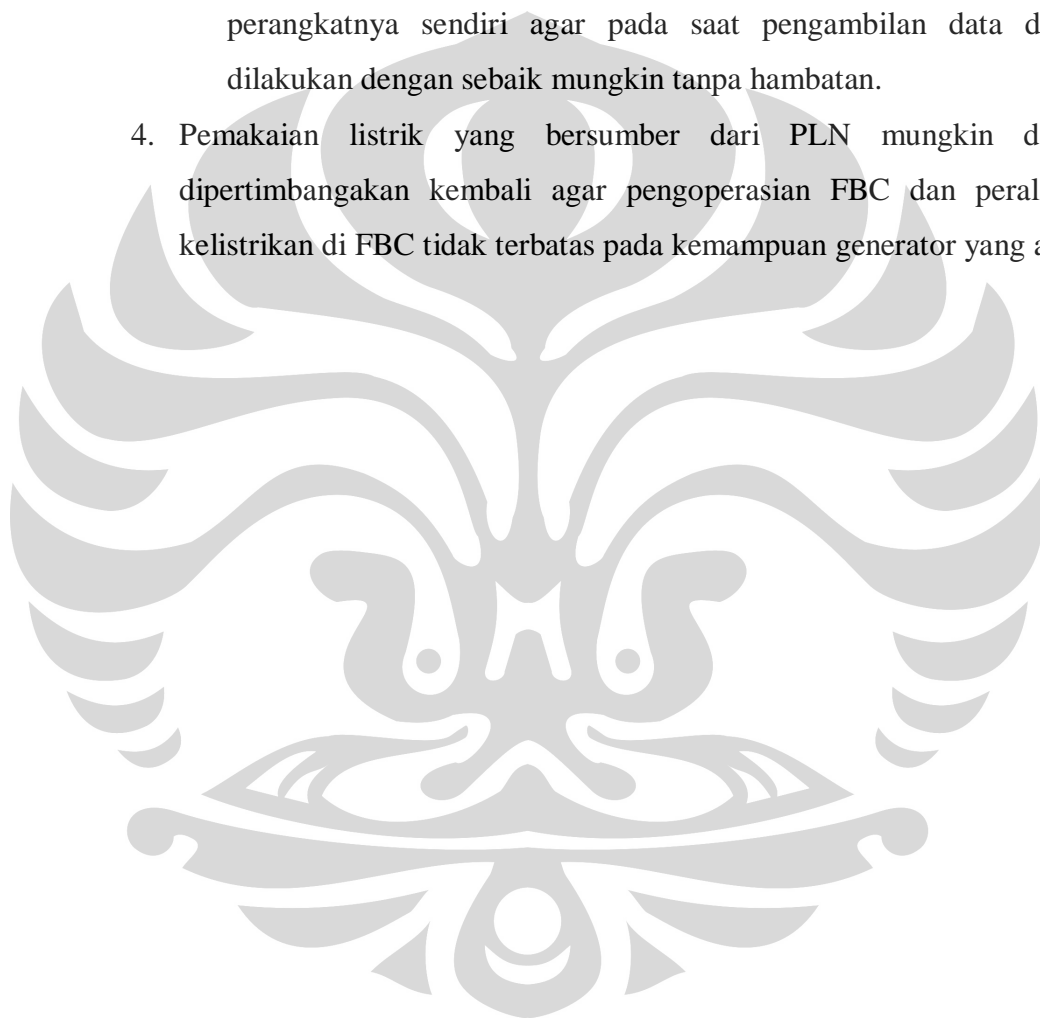 perangkatnya sendiri agar pada saat pengambilan data d
dilakukan dengan sebaik mungkin tanpa hambatan.
4. Pemakaian listrik yang bersumber dari PLN mungkin d
dipertimbangakan kembali agar pengoperasian FBC dan peral
kelistrikan di FBC tidak terbatas pada kemampuan generator yang a